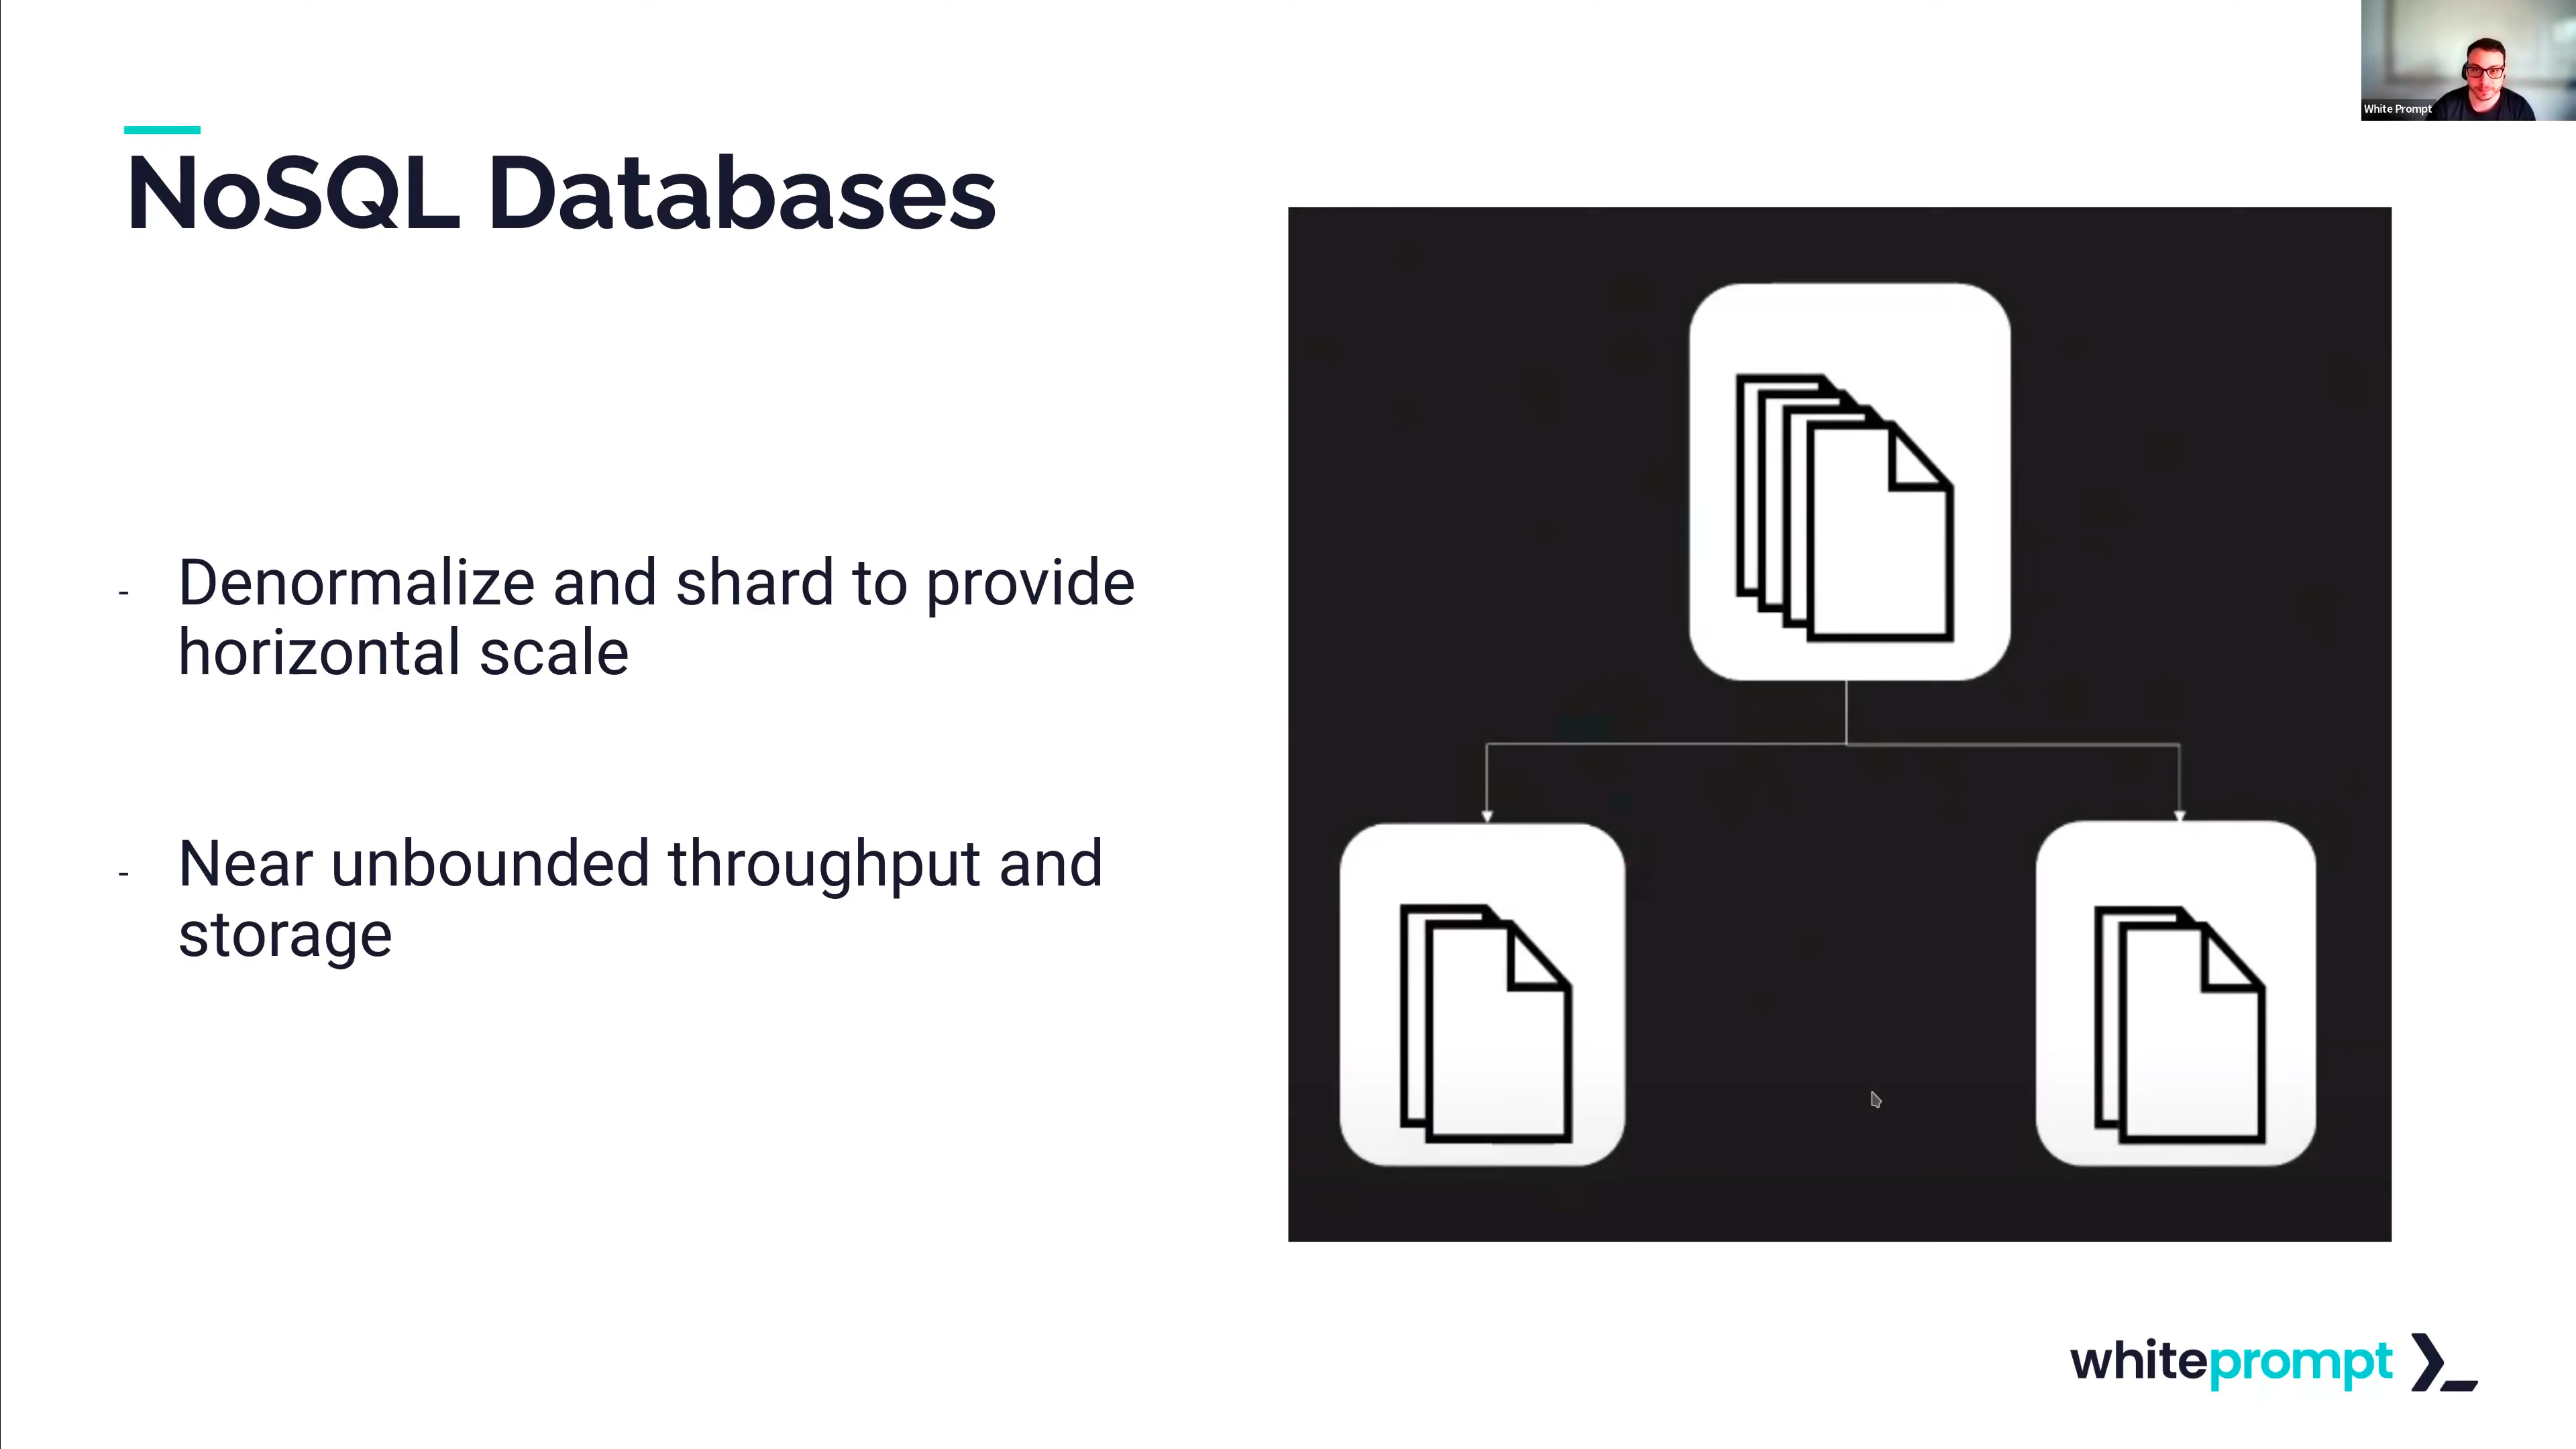 White Prompt
NoSQL Databases
- Denormalize and shard to provide
horizontal scale
- Near unbounded throughput and
storage
whiteprompt